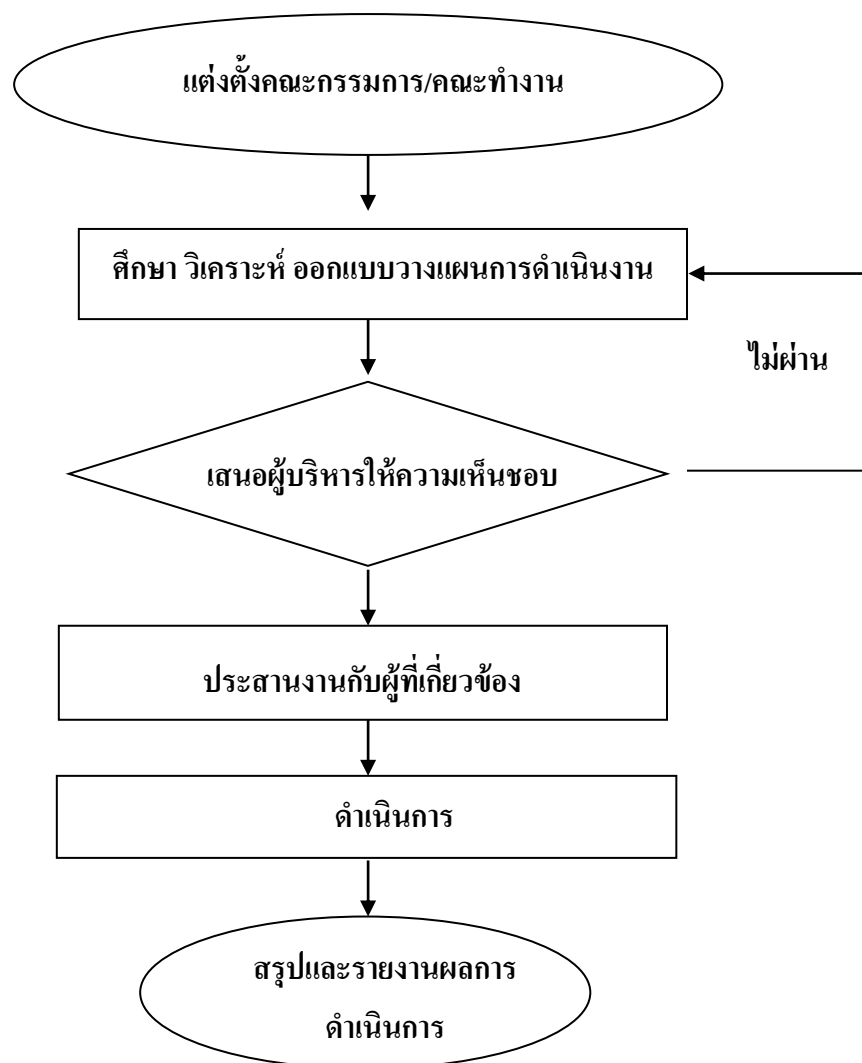 แต่งตั้งคณะกรรมการ/คณะทำงาน
ศึกษา วิเคราะห์ ออกแบบวางแผนการดำเนินงาน
ไม่ผ่าน
เสนอผู้บริหารให้ความเห็นชอบ
ประสานงานกับผู้ที่เกี่ยวข้อง
ดำเนินการ
สรุปและรายงานผลการ
ดำเนินการ